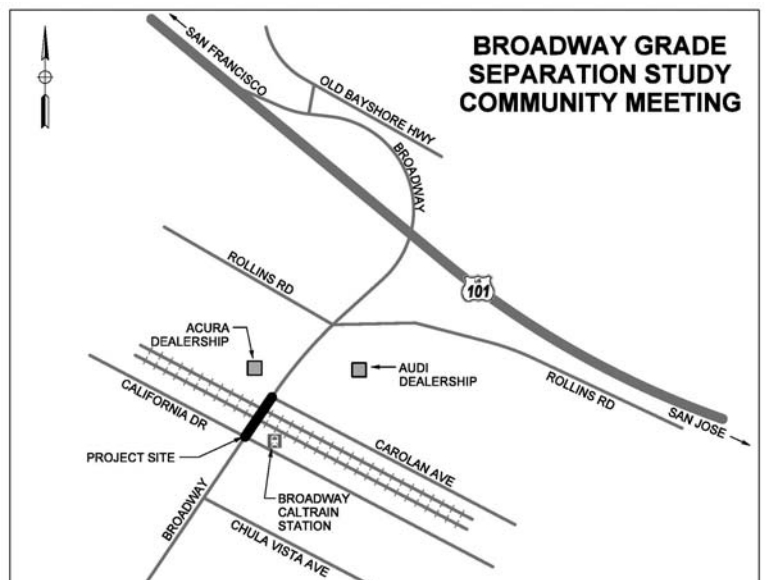 BROADWAY GRADE
SEPARATION STUDY
COMMUNITY MEETING
SAN FRANCISCO
OLD BAYSHORE HWY
BROADWAY
ROLLINS RD
US
101
ACURA
DEALERSHIP
AUDI
DEALERSHIP
ROLLINS RD
SAN JOSE
CALIFORNIA DR
CAROLAN AVE
PROJECT SITE
BROADWAY
CALTRAIN
STATION
BROADWAY
CHULA VISTA AVE